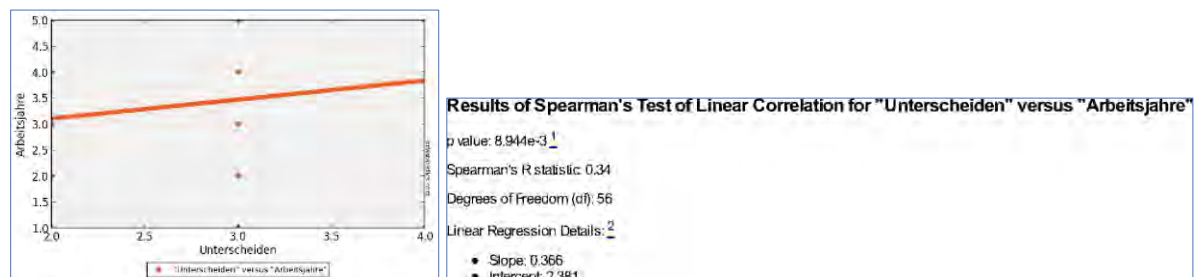 5.0
4.5
4.0
3.5
3.0
2.5
2.0
1.5
1.0
Arbeitsjahre
2.0 2.5 3.0 3.5 4.0
Unterscheiden
"Unterscheiden" versus "Arbeitsjahre"
Results of Spearman's Test of Linear Correlation for "Unterscheiden" versus "Arbeitsjahre"
p value: 8.944e-3 1
Spearman's R statistic: 0.34
Degrees of Freedom (df): 56
Linear Regression Details: 2
• Slope: 0.366
• Intercept: 2.381